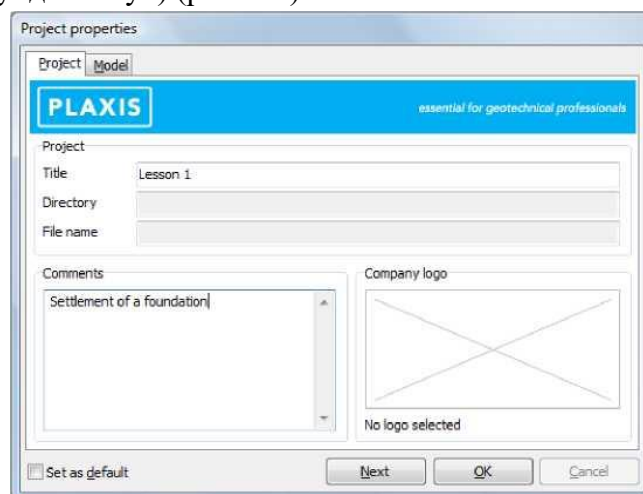 Project properties
Project Model
PLAXIS essential for geotechnical professionals
Project
Title Lesson 1
Directory
File name
Comments Company logo
Settlement of a foundation
No logo selected
Set as default Next OK Cancel